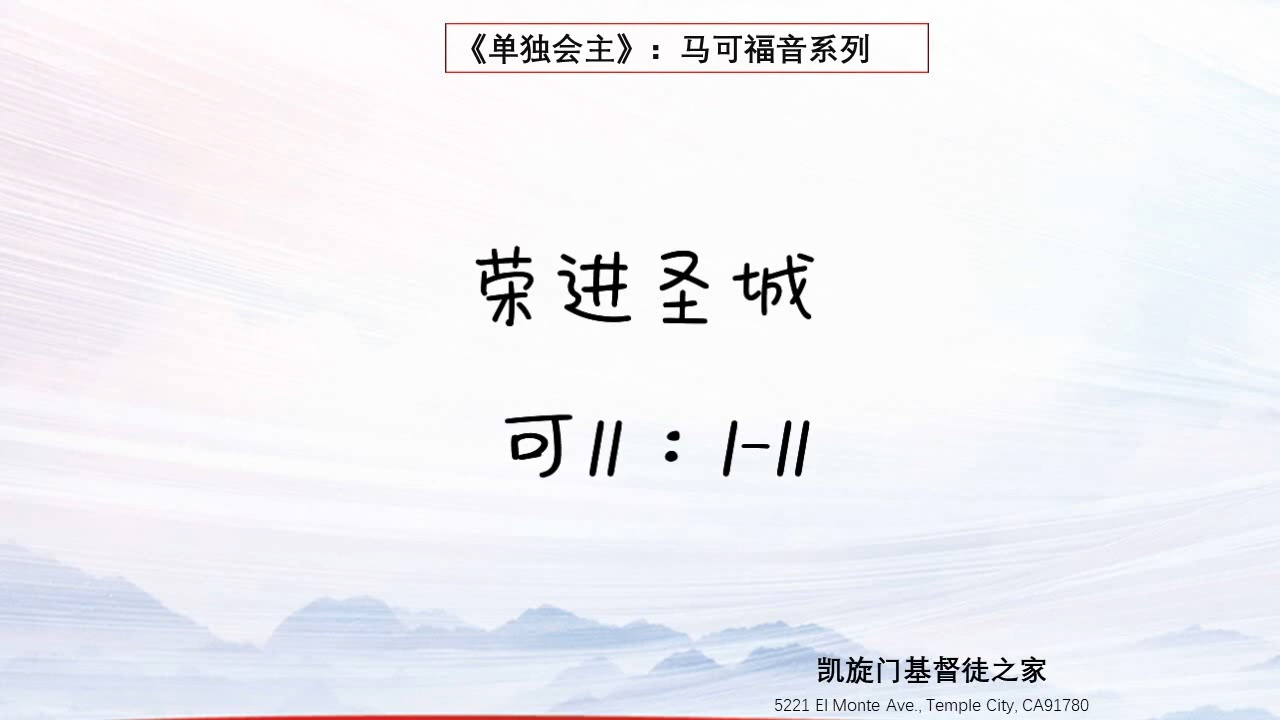 《单独会主》：马可福音系列
荣进圣城
可11：1-11
凯旋门基督徒之家
5221 El Monte Ave., Temple City, CA91780